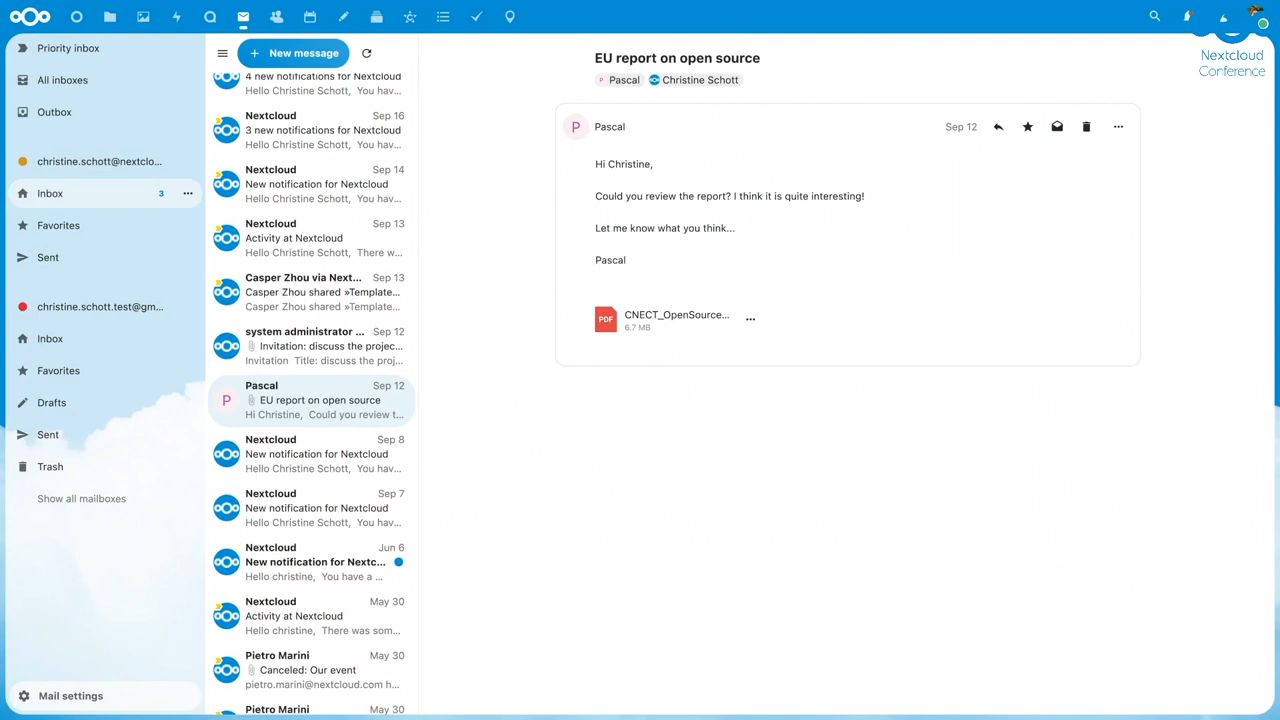 Priority inbox
All inboxes
Outbox
christine.schott@nextclo...
Inbox 3
Favorites
Sent
christine.schott.test@gm...
Inbox
Favorites
Drafts
Sent
Trash
Show all mailboxes
Mail settings
New message
4 new notifications for Nextcloud
Hello Christine Schott, You hav...
Nextcloud Sep 16
3 new notifications for Nextcloud
Hello Christine Schott, You hav...
Nextcloud Sep 14
New notification for Nextcloud
Hello Christine Schott, You hav...
Nextcloud Sep 13
Activity at Nextcloud
Hello Christine Schott, There w...
Casper Zhou via Next... Sep 13
Casper Zhou shared »Template...
Casper Zhou shared »Template...
system administrator ... Sep 12
Invitation: discuss the projec...
Invitation Title: discuss the proj...
P
Pascal Sep 12
EU report on open source
Hi Christine, Could you review t...
Nextcloud Sep 8
New notification for Nextcloud
Hello Christine Schott, You hav...
Nextcloud Sep 7
New notification for Nextcloud
Hello Christine Schott, You hav...
Nextcloud Jun 6
New notification for Nextc...
Hello christine, You have a ...
Nextcloud May 30
Activity at Nextcloud
Hello christine, There was som...
Pietro Marini May 30
Canceled: Our event
pietro.marini@nextcloud.com h...
Pietro Marini May 30
EU report on open source
P Pascal Christine Schott
P Pascal Sep 12
Hi Christine,
Could you review the report? I think it is quite interesting!
Let me know what you think...
Pascal
PDF CNECT_OpenSource...
6.7 MB
Nextcloud
Conference